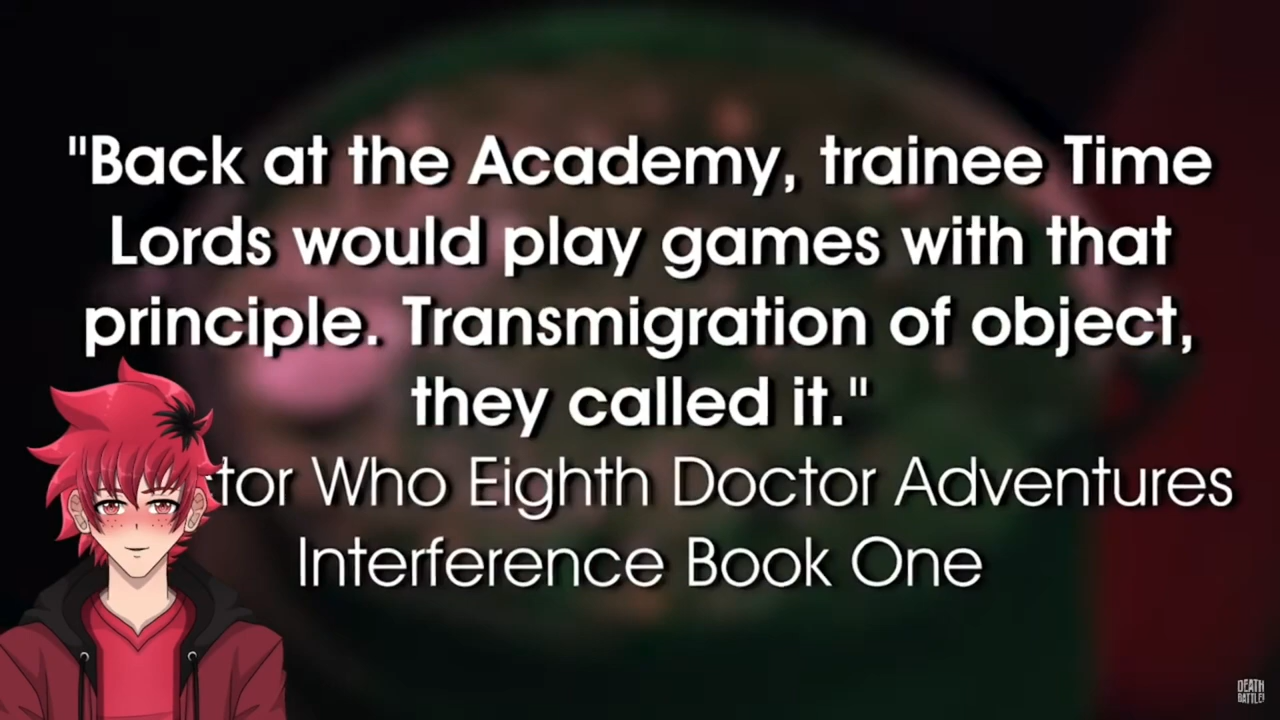 "Back at the Academy, trainee Time
Lords would play games with that
principle. Transmigration of object,
they called it."
tor Who Eighth Doctor Adventures
Interference Book One
DEATH
BATTLE!